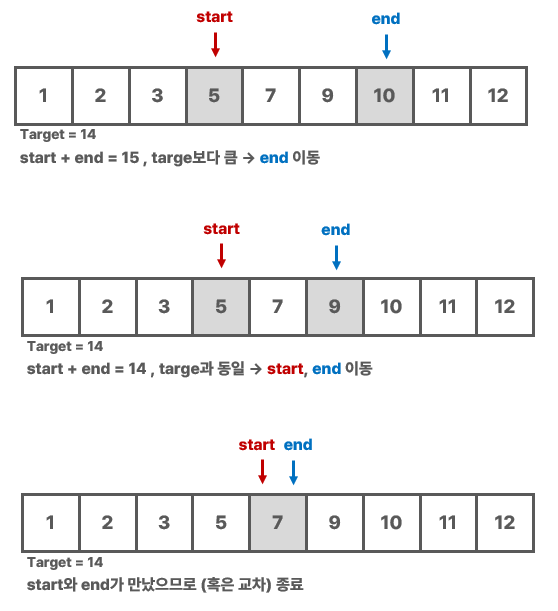 start end
1 2 3 5 7 9 10 11 12
Target = 14
start + end = 15 , targe보다 큼 → end 이동
start end
1 2 3 5 7 9 10 11 12
Target = 14
start + end = 14 , targe과 동일 → start, end 이동
start end
1 2 3 5 7 9 10 11 12
Target = 14
start와 end가 만났으므로 (혹은 교차) 종료